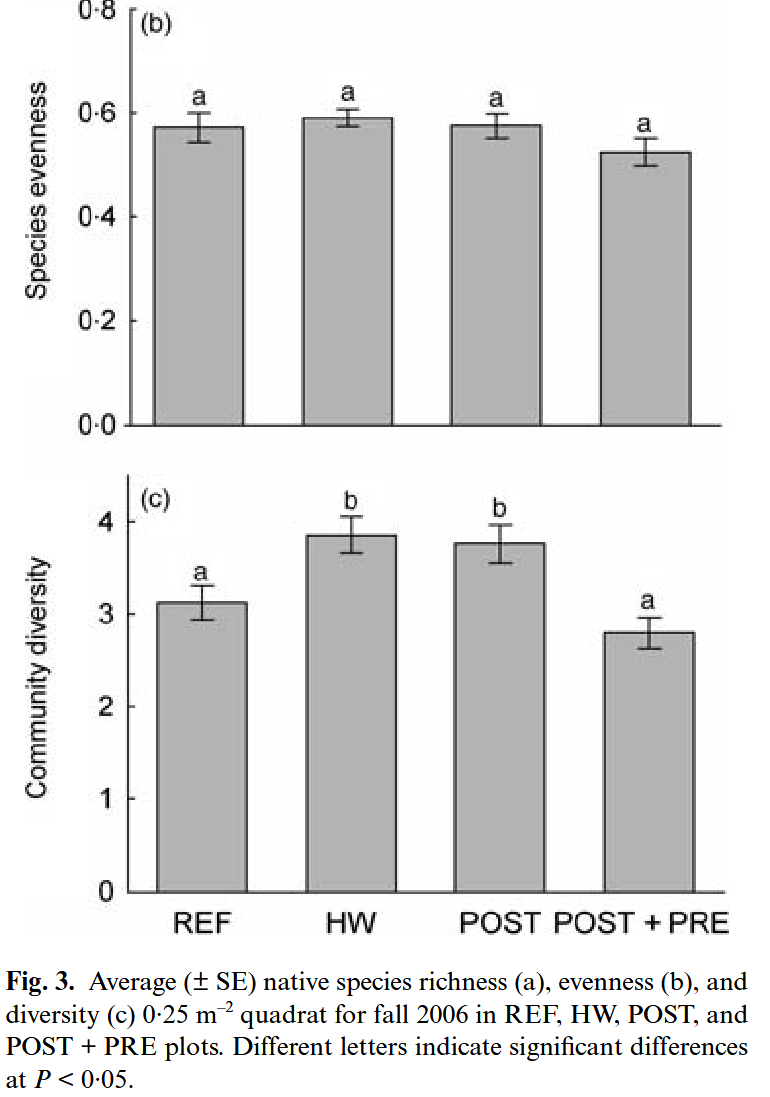 0·8
(b)
a
a
a
a
0·6
0·4
0·2
0·0
Species evenness
(c)
a
b
b
a
4
3
2
1
0
Community diversity
REF HW POST POST + PRE
Fig. 3. Average (± SE) native species richness (a), evenness (b), and
diversity (c) 0·25 m⁻² quadrat for fall 2006 in REF, HW, POST, and
POST + PRE plots. Different letters indicate significant differences
at P < 0·05.